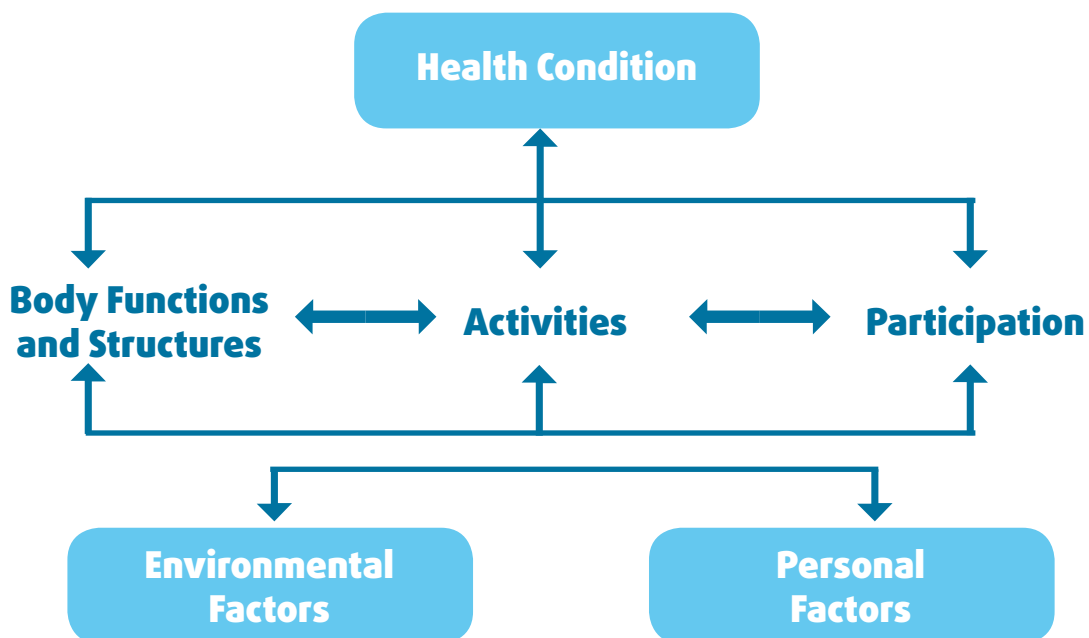 Health Condition
Body Functions
and Structures
Activities
Participation
Environmental
Factors
Personal
Factors